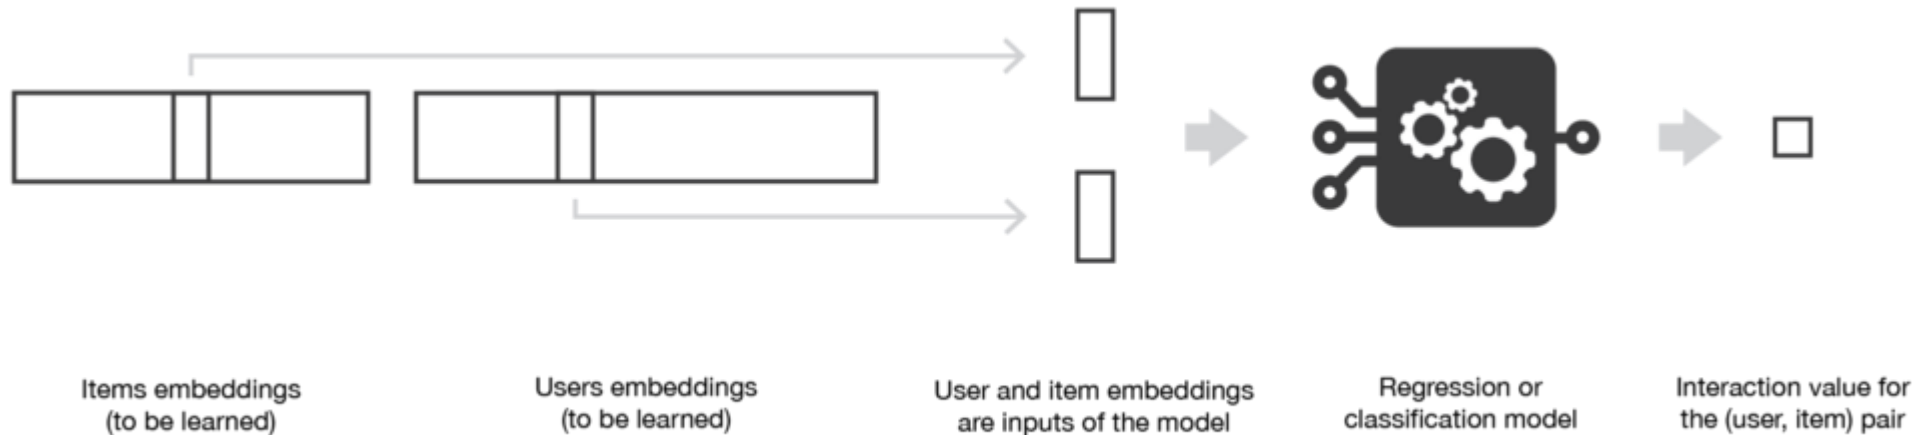 Items embeddings
(to be learned)
Users embeddings
(to be learned)
User and item embeddings
are inputs of the model
Regression or
classification model
Interaction value for
the (user, item) pair